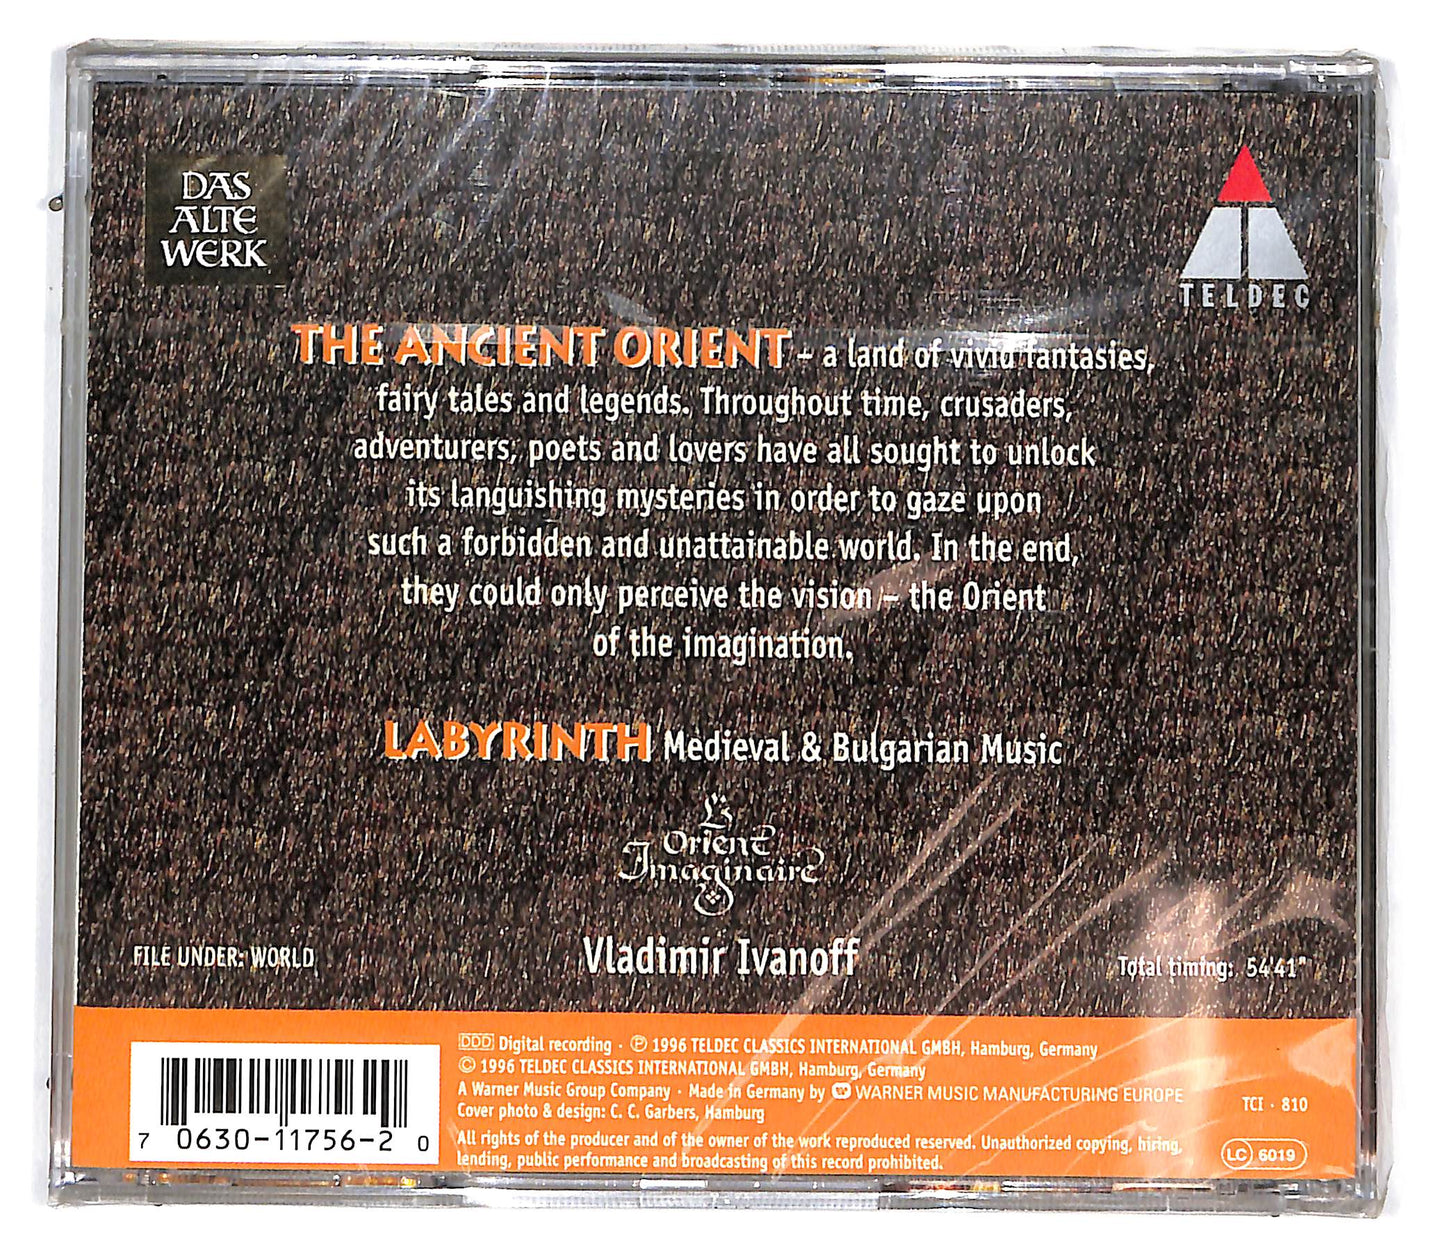 DAS
ALTE
WERK
TELDEC
THE ANCIENT ORIENT – a land of vivid fantasies,
fairy tales and legends. Throughout time, crusaders,
adventurers, poets and lovers have all sought to unlock
its languishing mysteries in order to gaze upon
such a forbidden and unattainable world. In the end,
they could only perceive the vision – the Orient
of the imagination.
LABYRINTH Medieval & Bulgarian Music
L'
Orient
Imaginaire
Vladimir Ivanoff
FILE UNDER: WORLD
Total timing: 54'41"
DDD Digital recording · ℗ 1996 TELDEC CLASSICS INTERNATIONAL GMBH, Hamburg, Germany
© 1996 TELDEC CLASSICS INTERNATIONAL GMBH, Hamburg, Germany
A Warner Music Group Company · Made in Germany by WARNER MUSIC MANUFACTURING EUROPE
Cover photo & design: C. C. Garbers, Hamburg
All rights of the producer and of the owner of the work reproduced reserved. Unauthorized copying, hiring,
lending, public performance and broadcasting of this record prohibited.
7 0630-11756-2 0
TCI · 810
LC 6019